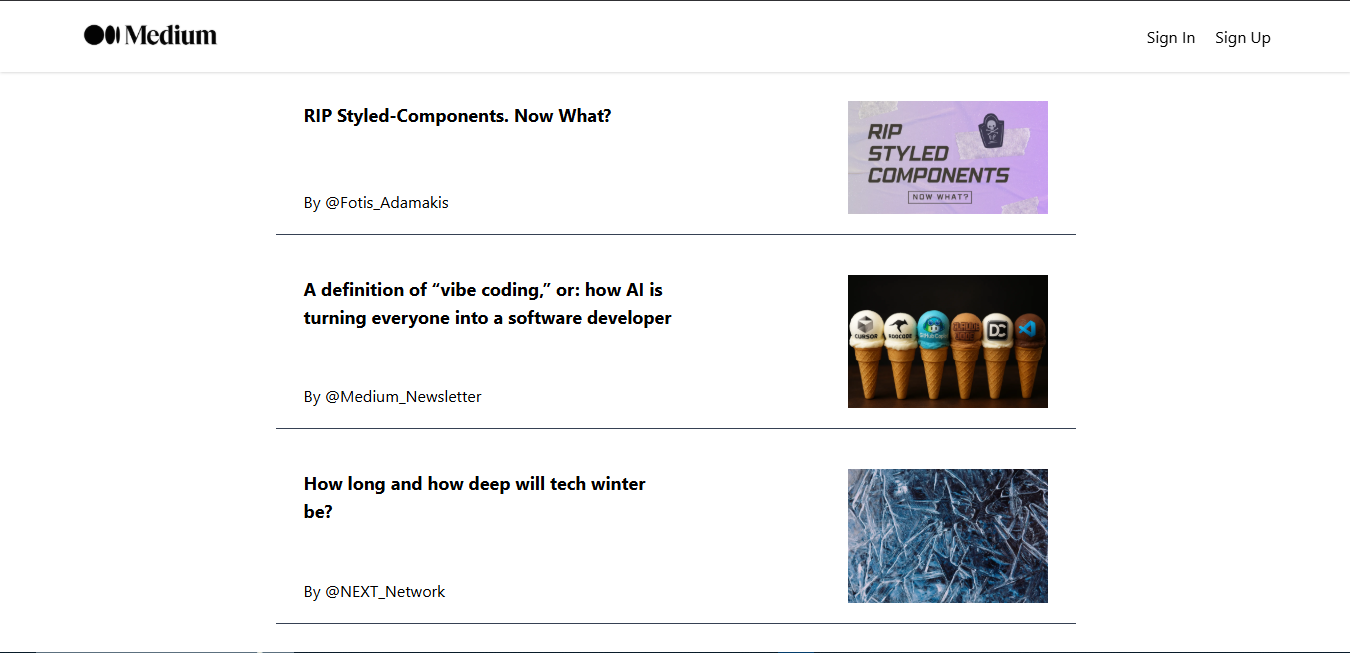 Medium
Sign In
Sign Up
RIP Styled-Components. Now What?
By @Fotis_Adamakis
RIP
STYLED
COMPONENTS
NOW WHAT?
A definition of “vibe coding,” or: how AI is
turning everyone into a software developer
By @Medium_Newsletter
CURSOR
ROOCODE
DC
How long and how deep will tech winter
be?
By @NEXT_Network